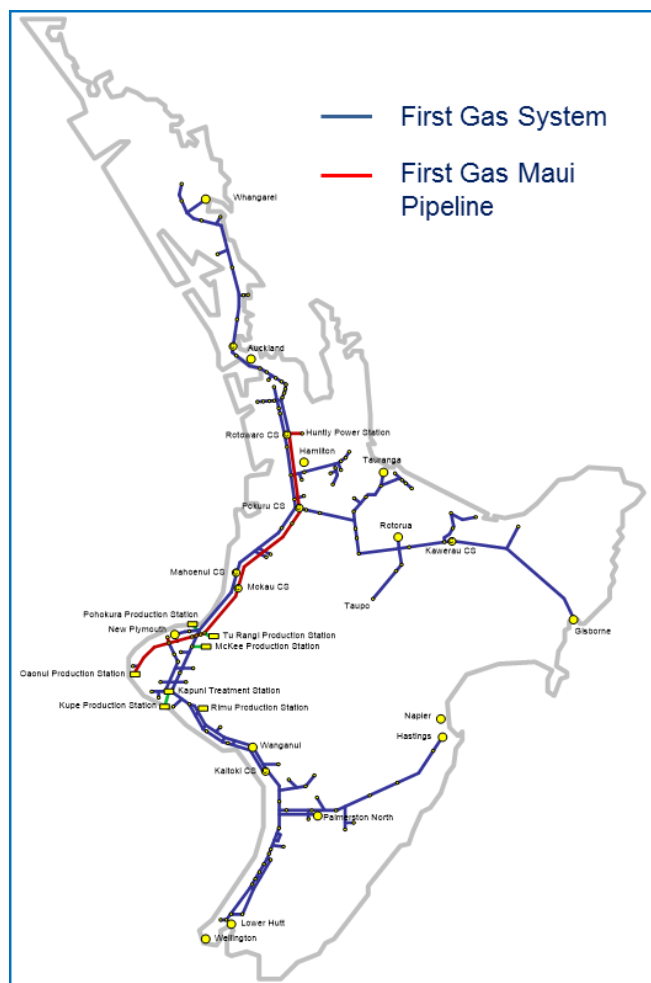 First Gas System
First Gas Maui
Pipeline
Whangarei
Auckland
Rotowaro CS
Huntly Power Station
Hamilton
Tauranga
Pokuru CS
Rotorua
Kawerau CS
Mahoenui CS
Mokau CS
Taupo
Pohokura Production Station
New Plymouth
Tu Rangi Production Station
McKee Production Station
Gisborne
Oaonui Production Station
Kapuni Treatment Station
Kupe Production Station
Rimu Production Station
Napier
Hastings
Wanganui
Kaitoki CS
Palmerston North
Lower Hutt
Wellington